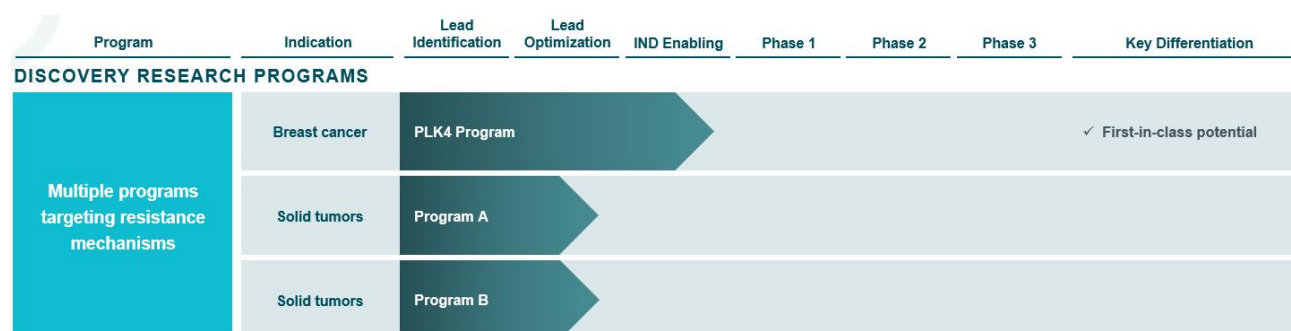 Program
Indication
Lead
Identification
Lead
Optimization
IND Enabling
Phase 1
Phase 2
Phase 3
Key Differentiation
DISCOVERY RESEARCH PROGRAMS
Multiple programs
targeting resistance
mechanisms
Breast cancer
PLK4 Program
✓ First-in-class potential
Solid tumors
Program A
Solid tumors
Program B